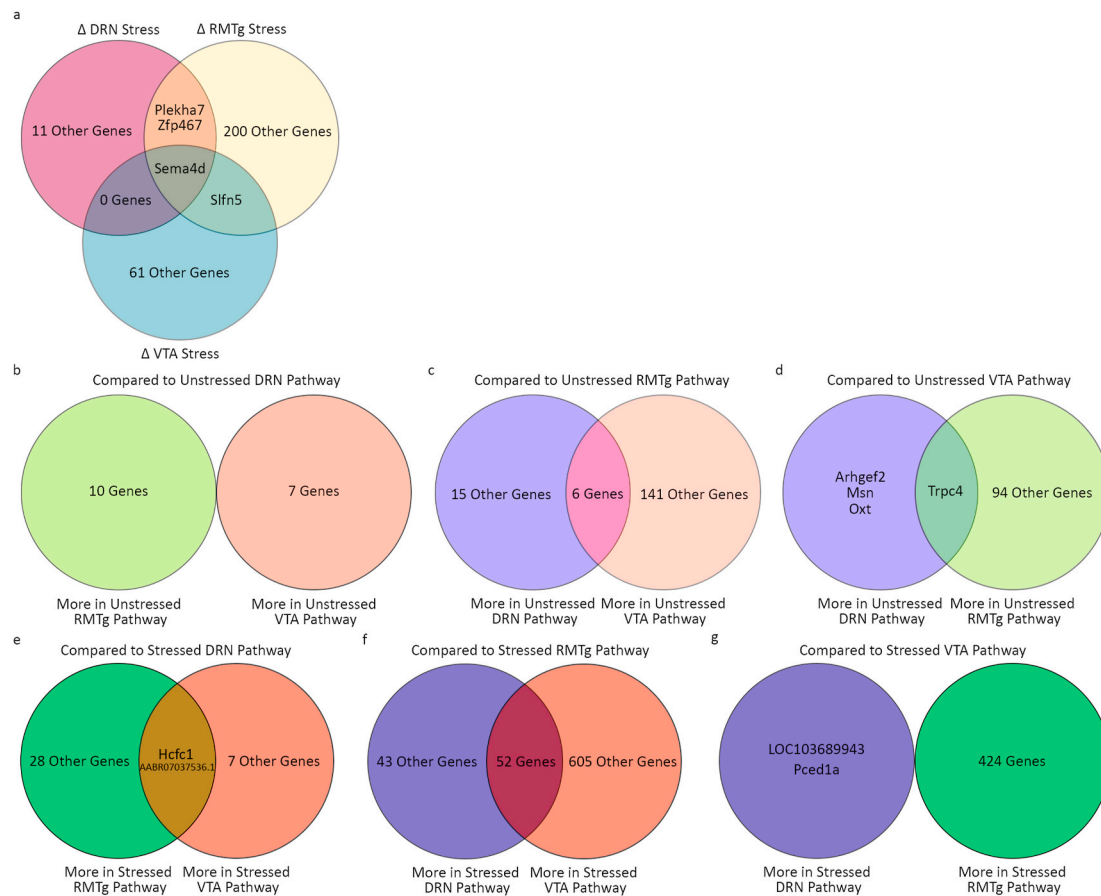 a
Δ DRN Stress
Δ RMTg Stress
Plekha7
Zfp467
11 Other Genes
200 Other Genes
Sema4d
0 Genes
Slfn5
61 Other Genes
Δ VTA Stress
b
Compared to Unstressed DRN Pathway
10 Genes
7 Genes
More in Unstressed
RMTg Pathway
More in Unstressed
VTA Pathway
c
Compared to Unstressed RMTg Pathway
15 Other Genes
6 Genes
141 Other Genes
More in Unstressed
DRN Pathway
More in Unstressed
VTA Pathway
d
Compared to Unstressed VTA Pathway
Arhgef2
Msn
Oxt
Trpc4
94 Other Genes
More in Unstressed
DRN Pathway
More in Unstressed
RMTg Pathway
e
Compared to Stressed DRN Pathway
28 Other Genes
Hcfc1
AABR07037536.1
7 Other Genes
More in Stressed
RMTg Pathway
More in Stressed
VTA Pathway
f
Compared to Stressed RMTg Pathway
43 Other Genes
52 Genes
605 Other Genes
More in Stressed
DRN Pathway
More in Stressed
VTA Pathway
g
Compared to Stressed VTA Pathway
LOC103689943
Pced1a
424 Genes
More in Stressed
DRN Pathway
More in Stressed
RMTg Pathway